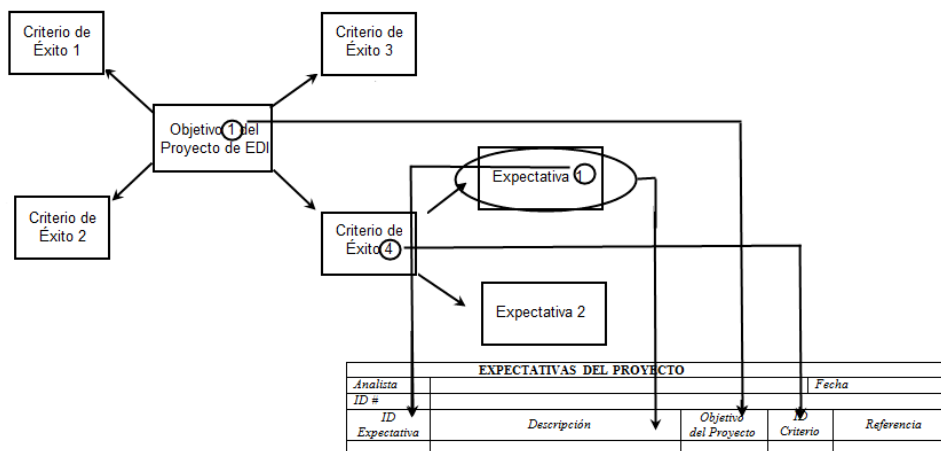 Criterio de
Éxito 1
Criterio de
Éxito 3
Objetivo 1 del
Proyecto de EDI
Criterio de
Éxito 2
Expectativa 1
Criterio de
Éxito 4
Expectativa 2
EXPECTATIVAS DEL PROYECTO
Analista
Fecha
ID #
ID
Expectativa
Descripción
Objetivo
del Proyecto
ID
Criterio
Referencia